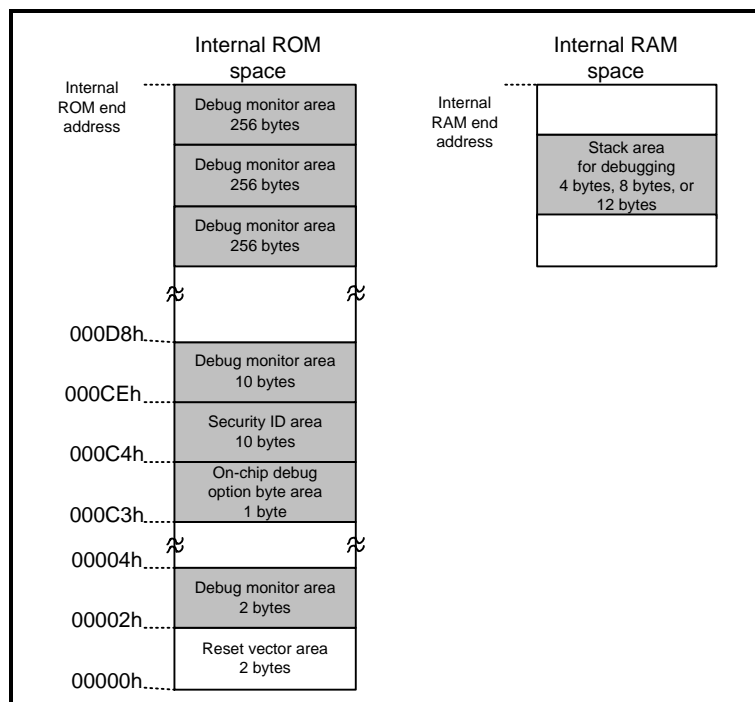 Internal ROM
space
Internal
ROM end
address
Debug monitor area
256 bytes
Debug monitor area
256 bytes
Debug monitor area
256 bytes
000D8h
Debug monitor area
10 bytes
000CEh
Security ID area
10 bytes
000C4h
On-chip debug
option byte area
1 byte
000C3h
00004h
Debug monitor area
2 bytes
00002h
Reset vector area
2 bytes
00000h
Internal RAM
space
Internal
RAM end
address
Stack area
for debugging
4 bytes, 8 bytes, or
12 bytes